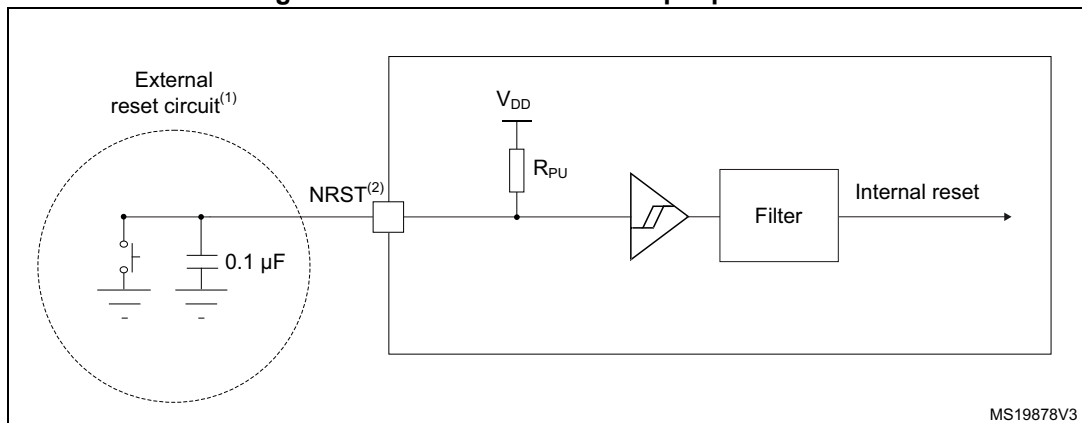 External
reset circuit(1)
VDD
RPU
NRST(2)
Internal reset
Filter
0.1 µF
MS19878V3